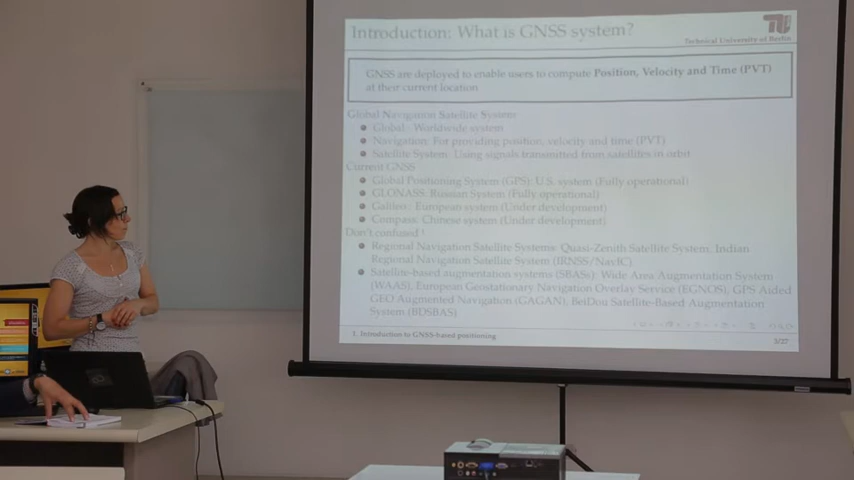 Introduction: What is GNSS system?
Technical University of Berlin
GNSS are deployed to enable users to compute Position, Velocity and Time (PVT)
at their current location
Global Navigation Satellite System
Global: Worldwide system
Navigation: For providing position, velocity and time (PVT)
Satellite System: Using signals transmitted from satellites in orbit
Current GNSS
Global Positioning System (GPS): U.S. system (Fully operational)
GLONASS: Russian System (Fully operational)
Galileo: European system (Under development)
Compass: Chinese system (Under development)
Don't confused !
Regional Navigation Satellite Systems: Quasi-Zenith Satellite System, Indian
Regional Navigation Satellite System (IRNSS/NavIC)
Satellite-based augmentation systems (SBASs): Wide Area Augmentation System
(WAAS), European Geostationary Navigation Overlay Service (EGNOS), GPS Aided
GEO Augmented Navigation (GAGAN), BeiDou Satellite-Based Augmentation
System (BDSBAS)
1. Introduction to GNSS-based positioning
3/27